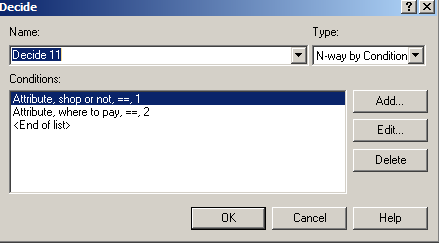 Decide
Name:
Type:
Decide 11
N-way by Condition
Conditions:
Attribute, shop or not, ==, 1
Attribute, where to pay, ==, 2
<End of list>
Add...
Edit...
Delete
OK
Cancel
Help